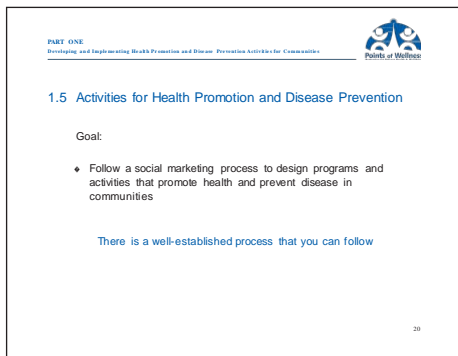 PART ONE
Developing and Implementing Health Promotion and Disease Prevention Activities for Communities
Points of Wellness
1.5 Activities for Health Promotion and Disease Prevention
Goal:
◆ Follow a social marketing process to design programs and
activities that promote health and prevent disease in
communities
There is a well-established process that you can follow
20